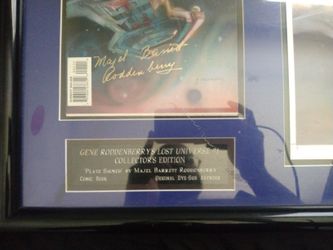 Majel Barrett
Roddenberry
GENE RODDENBERRY'S LOST UNIVERSE #1
COLLECTOR'S EDITION
"PLATE SIGNED" BY MAJEL BARRETT RODDENBERRY
COMIC BOOK ORIGINAL DYE-SUB ARTWORK